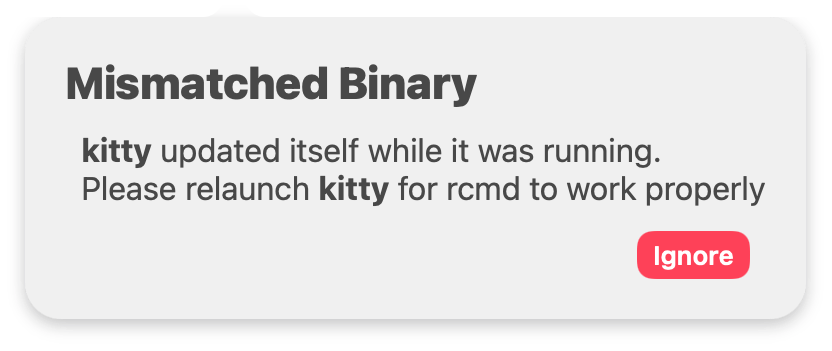 Mismatched Binary
kitty updated itself while it was running.
Please relaunch kitty for rcmd to work properly
Ignore